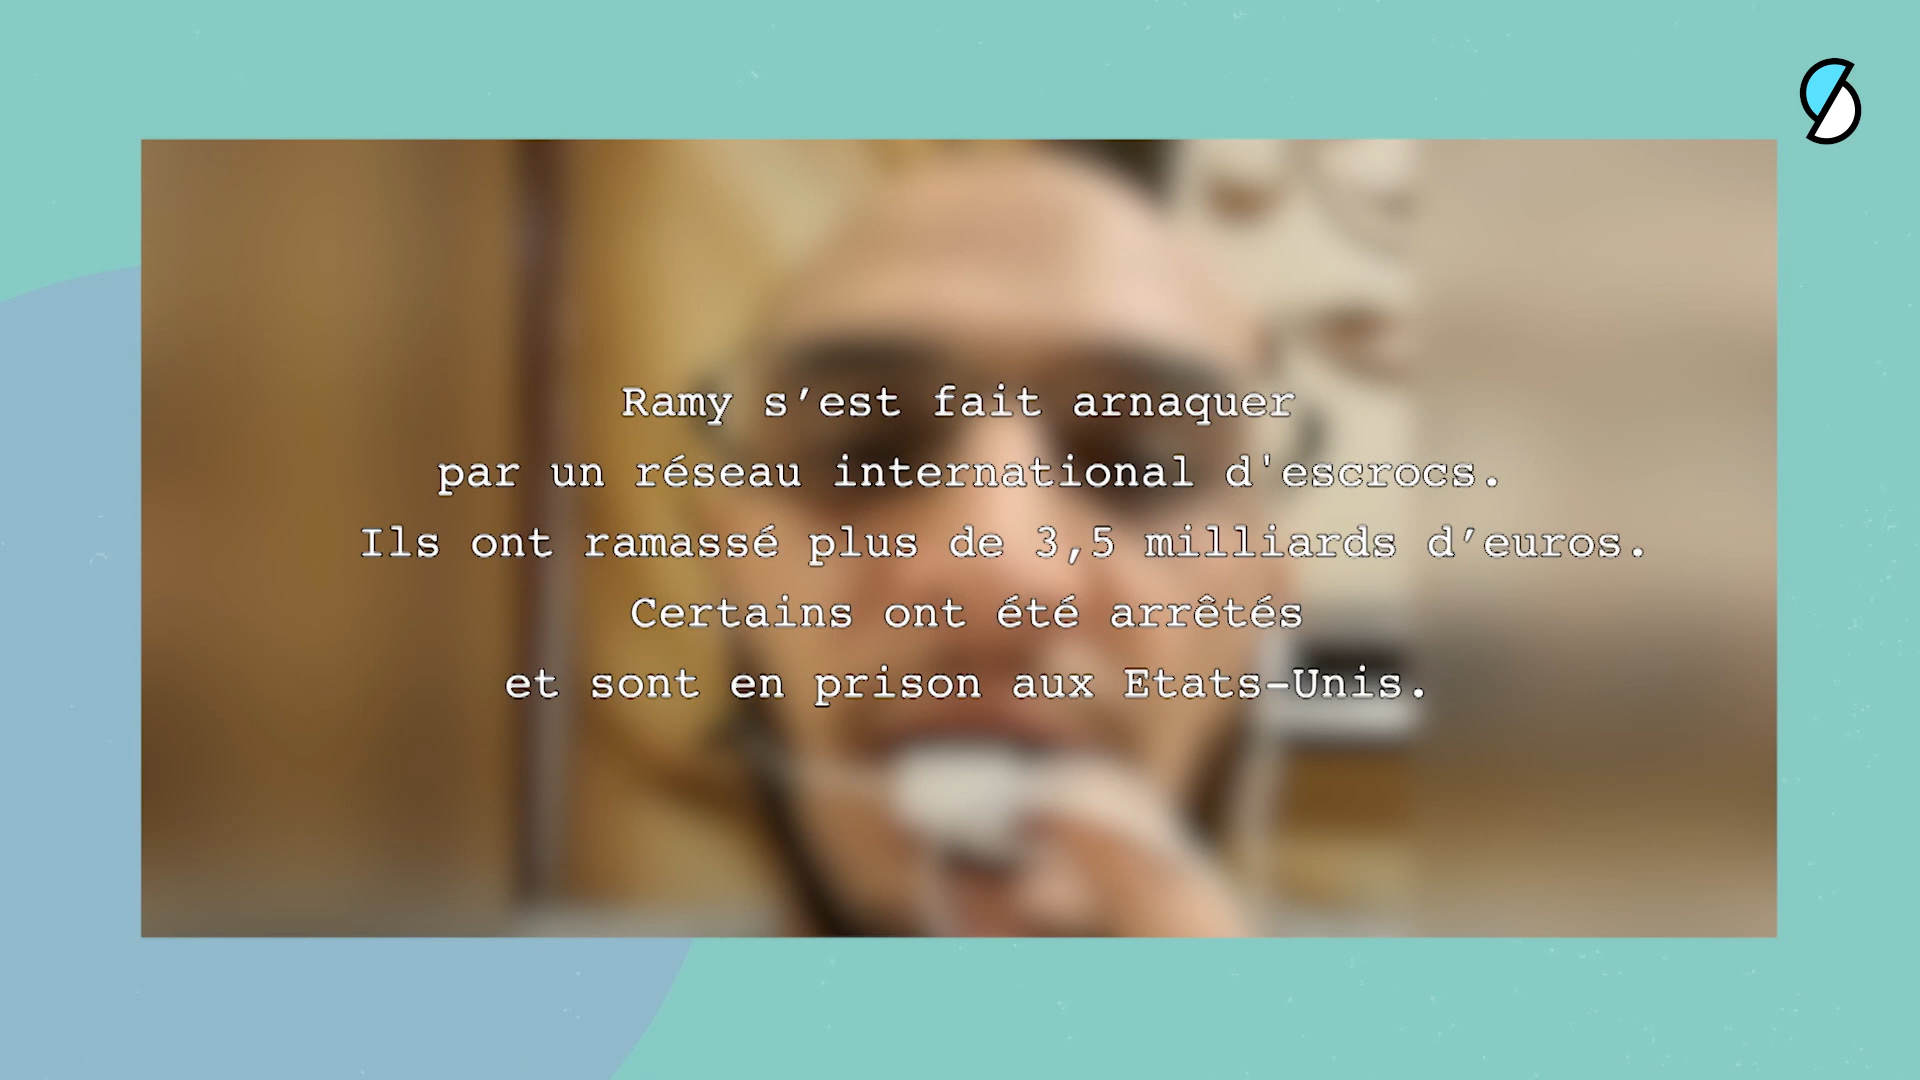 Ramy s’est fait arnaquer
par un réseau international d'escrocs.
Ils ont ramassé plus de 3,5 milliards d’euros.
Certains ont été arrêtés
et sont en prison aux Etats-Unis.